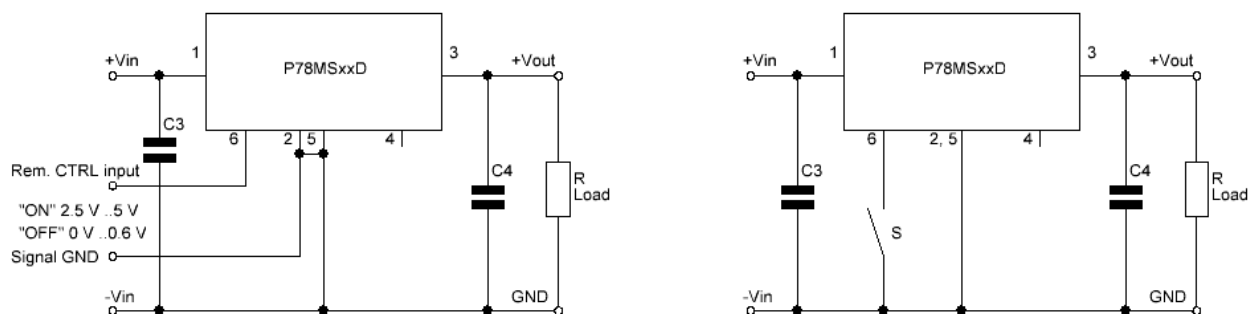 +Vin
1
P78MSxxD
3
+Vout
C3
6
2
5
4
Rem. CTRL input
"ON" 2.5 V ..5 V
"OFF" 0 V ..0.6 V
Signal GND
C4
R
Load
-Vin
GND
+Vin
1
P78MSxxD
3
+Vout
6
2, 5
4
C3
S
C4
R
Load
-Vin
GND